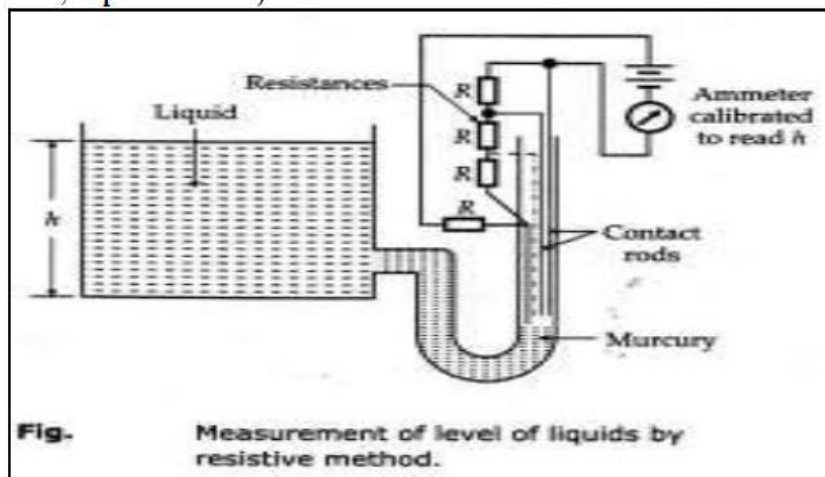 Resistances
Liquid
R
R
R
R
h
Ammeter
calibrated
to read h
Contact
rods
Murcury
Fig. Measurement of level of liquids by
resistive method.